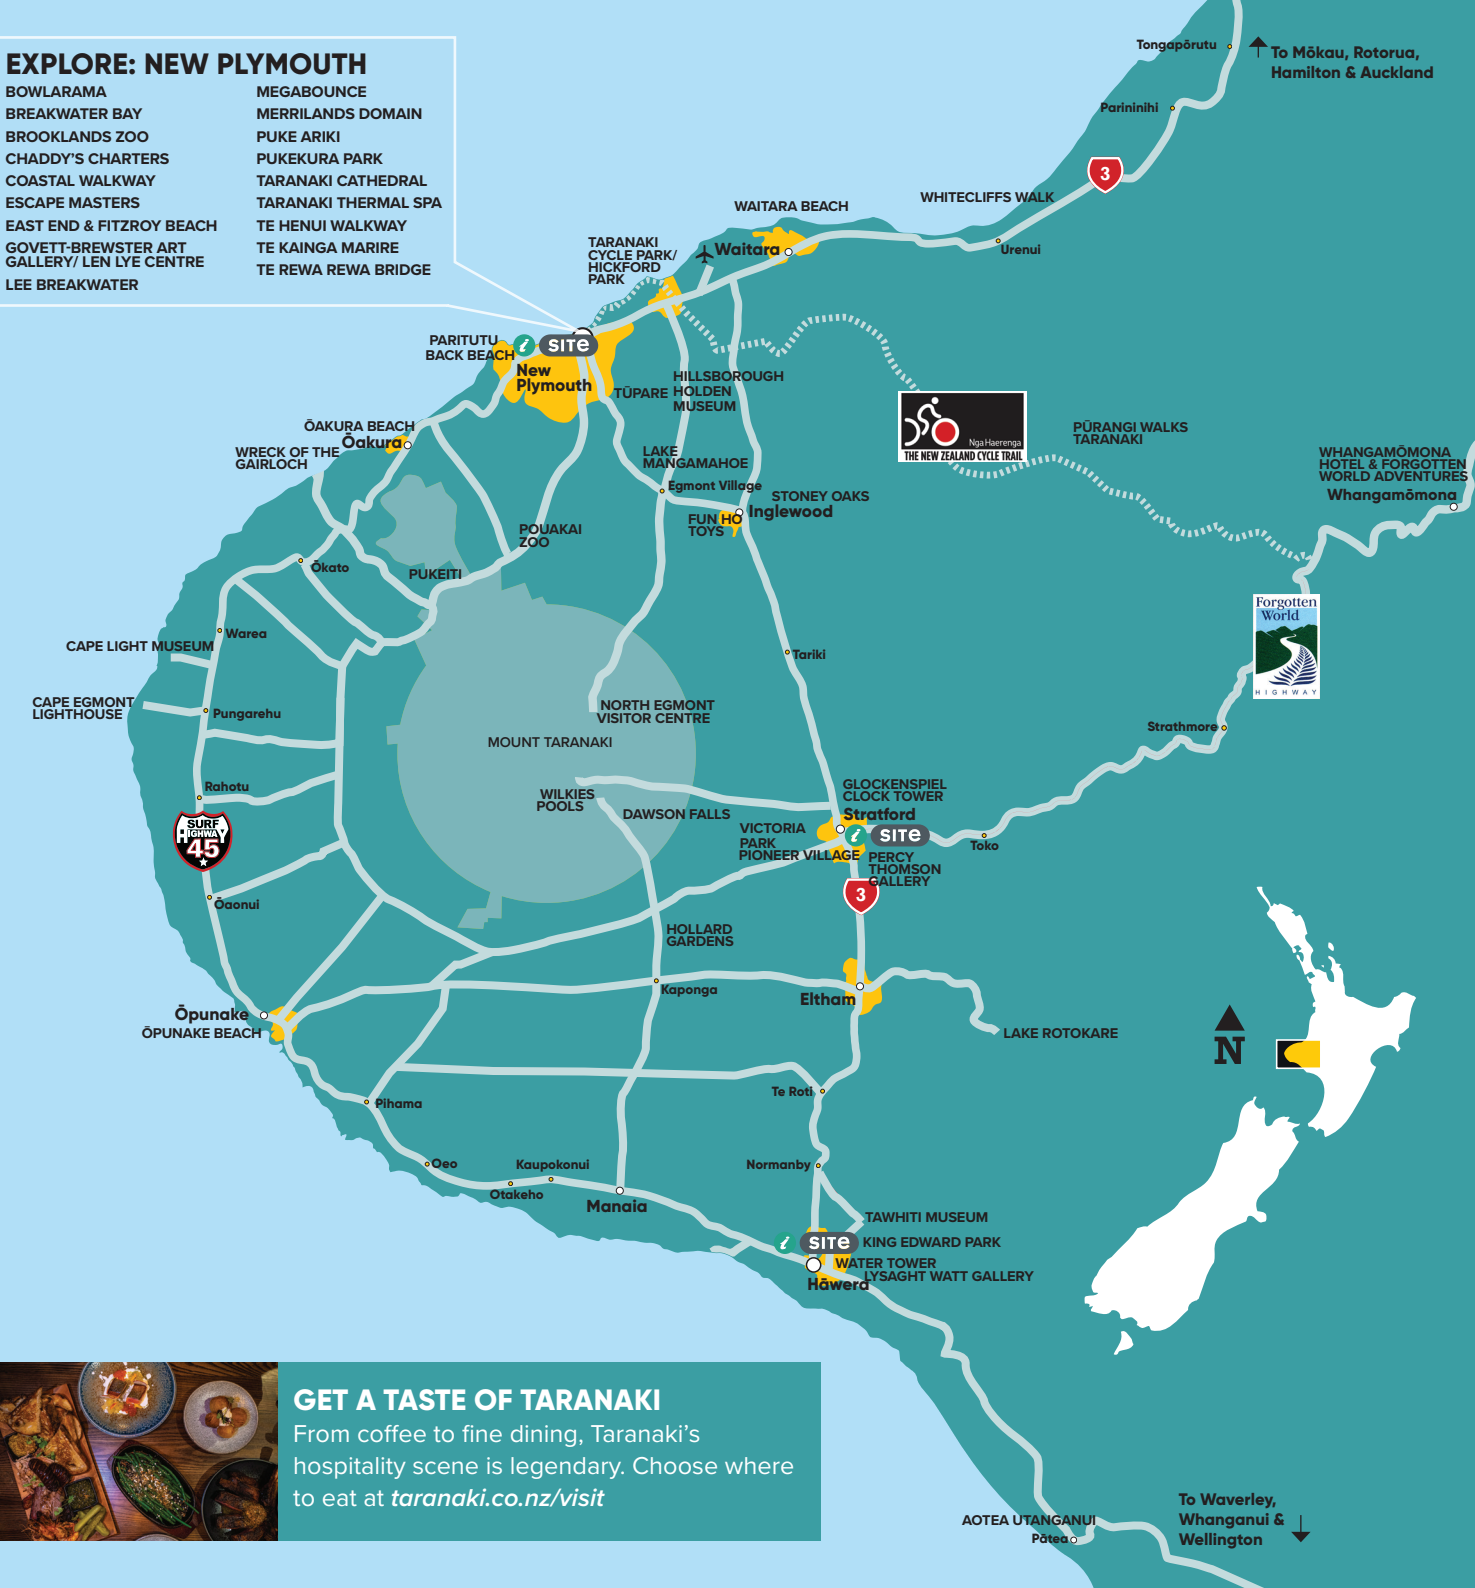 EXPLORE: NEW PLYMOUTH
BOWLARAMA
BREAKWATER BAY
BROOKLANDS ZOO
CHADDY'S CHARTERS
COASTAL WALKWAY
ESCAPE MASTERS
EAST END & FITZROY BEACH
GOVETT-BREWSTER ART
GALLERY/ LEN LYE CENTRE
LEE BREAKWATER
MEGABOUNCE
MERRILANDS DOMAIN
PUKE ARIKI
PUKEKURA PARK
TARANAKI CATHEDRAL
TARANAKI THERMAL SPA
TE HENUI WALKWAY
TE KAINGA MARIRE
TE REWA REWA BRIDGE
Tongapōrutu
To Mōkau, Rotorua,
Hamilton & Auckland
Parininihi
3
WHITECLIFFS WALK
WAITARA BEACH
Urenui
TARANAKI
CYCLE PARK/
HICKFORD
PARK
Waitara
PARITUTU
BACK BEACH
i SITe
New
Plymouth
TŪPARE
HILLSBOROUGH
HOLDEN
MUSEUM
ŌAKURA BEACH
Ōakura
WRECK OF THE
GAIRLOCH
LAKE
MANGAMAHOE
Egmont Village
STONEY OAKS
Inglewood
FUN HO
TOYS
Nga Haerenga
THE NEW ZEALAND CYCLE TRAIL
PŪRANGI WALKS
TARANAKI
WHANGAMŌMONA
HOTEL & FORGOTTEN
WORLD ADVENTURES
Whangamōmona
POUAKAI
ZOO
PUKEITI
Ōkato
Forgotten
World
HIGHWAY
Warea
CAPE LIGHT MUSEUM
Tariki
CAPE EGMONT
LIGHTHOUSE
Pungarehu
NORTH EGMONT
VISITOR CENTRE
MOUNT TARANAKI
Strathmore
Rahotu
WILKIES
POOLS
DAWSON FALLS
GLOCKENSPIEL
CLOCK TOWER
Stratford
i SITe
VICTORIA
PARK
PIONEER VILLAGE
PERCY
THOMSON
GALLERY
Toko
SURF
HIGHWAY
45
3
Ōaonui
HOLLARD
GARDENS
Kaponga
Eltham
Ōpunake
ŌPUNAKE BEACH
LAKE ROTOKARE
N
Te Roti
Pihama
Oeo
Kaupokonui
Otakeho
Normanby
Manaia
TAWHITI MUSEUM
i SITe
KING EDWARD PARK
WATER TOWER
LYSAGHT WATT GALLERY
Hāwera
GET A TASTE OF TARANAKI
From coffee to fine dining, Taranaki's
hospitality scene is legendary. Choose where
to eat at taranaki.co.nz/visit
AOTEA UTANGANUI
Pātea
To Waverley,
Whanganui &
Wellington